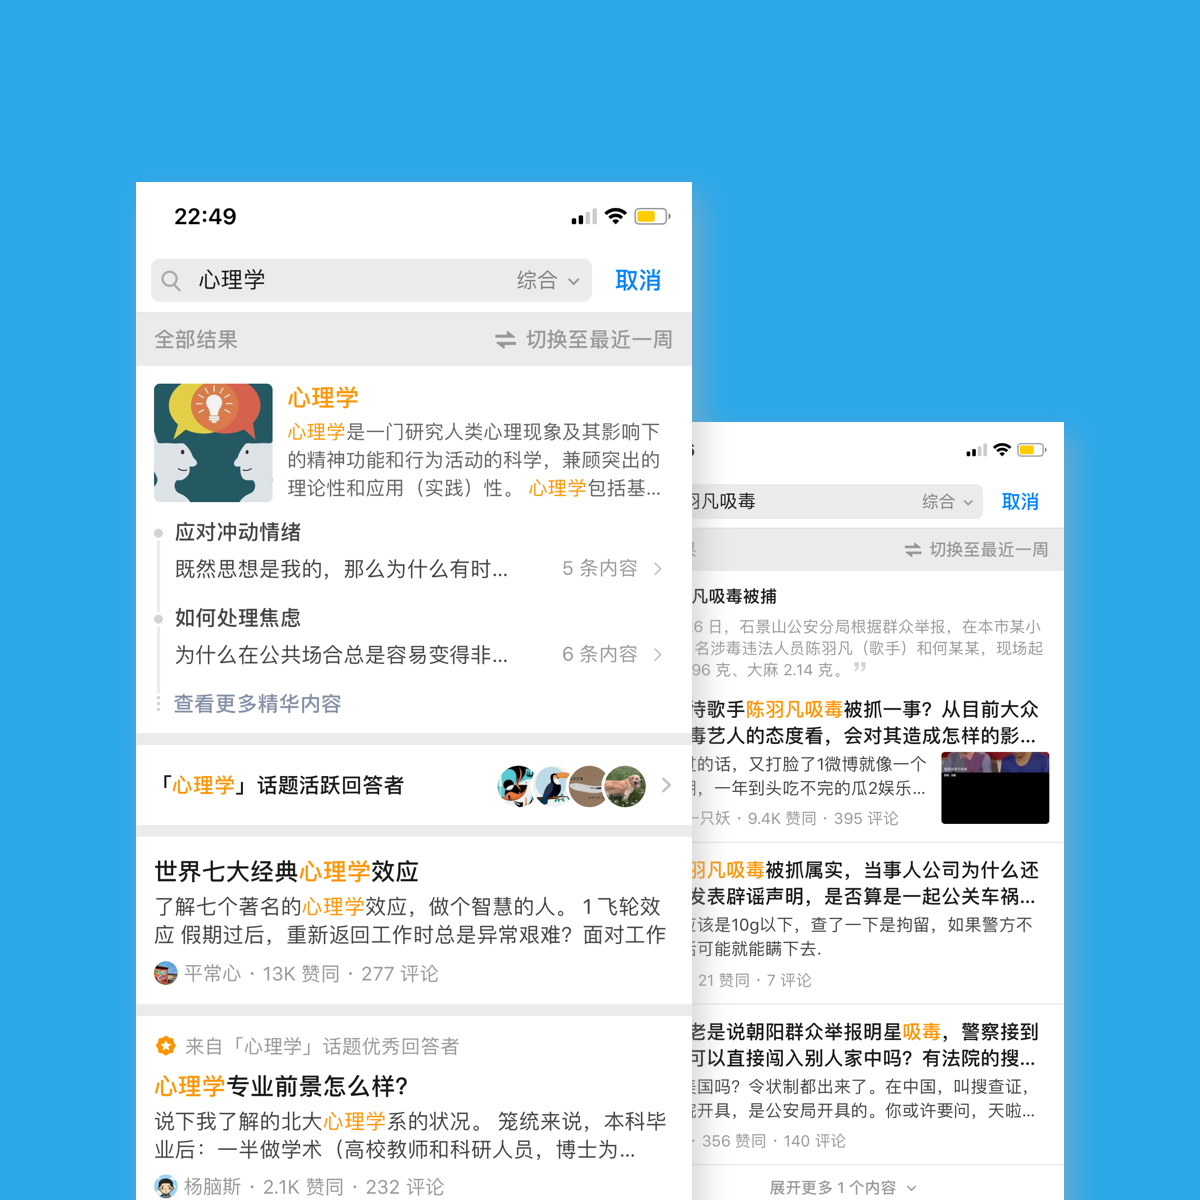 22:49
心理学
综合
取消
全部结果
切换至最近一周
心理学
心理学是一门研究人类心理现象及其影响下
的精神功能和行为活动的科学，兼顾突出的
理论性和应用（实践）性。 心理学包括基...
应对冲动情绪
既然思想是我的，那么为什么有时...
5 条内容
如何处理焦虑
为什么在公共场合总是容易变得非...
6 条内容
查看更多精华内容
「心理学」话题活跃回答者
世界七大经典心理学效应
了解七个著名的心理学效应，做个智慧的人。 1 飞轮效
应 假期过后，重新返回工作时总是异常艰难？面对工作
平常心 · 13K 赞同 · 277 评论
来自「心理学」话题优秀回答者
心理学专业前景怎么样?
说下我了解的北大心理学系的状况。 笼统来说，本科毕
业后：一半做学术（高校教师和科研人员，博士为...
杨脑斯 · 2.1K 赞同 · 232 评论
羽凡吸毒
综合
取消
切换至最近一周
凡吸毒被捕
6 日，石景山公安分局根据群众举报，在本市某小
名涉毒违法人员陈羽凡（歌手）和何某某，现场起
96 克、大麻 2.14 克。 ”
待歌手陈羽凡吸毒被抓一事？从目前大众
毒艺人的态度看，会对其造成怎样的影...
的话，又打脸了1微博就像一个
，一年到头吃不完的瓜2娱乐...
只妖 · 9.4K 赞同 · 395 评论
羽凡吸毒被抓属实，当事人公司为什么还
发表辟谣声明，是否算是一起公关车祸...
应该是10g以下，查了一下是拘留，如果警方不
可能就能瞒下去.
21 赞同 · 7 评论
老是说朝阳群众举报明星吸毒，警察接到
可以直接闯入别人家中吗？有法院的搜...
美国吗？令状制都出来了。在中国，叫搜查证，
开具，是公安局开具的。你或许要问，天啦...
· 356 赞同 · 140 评论
展开更多 1 个内容